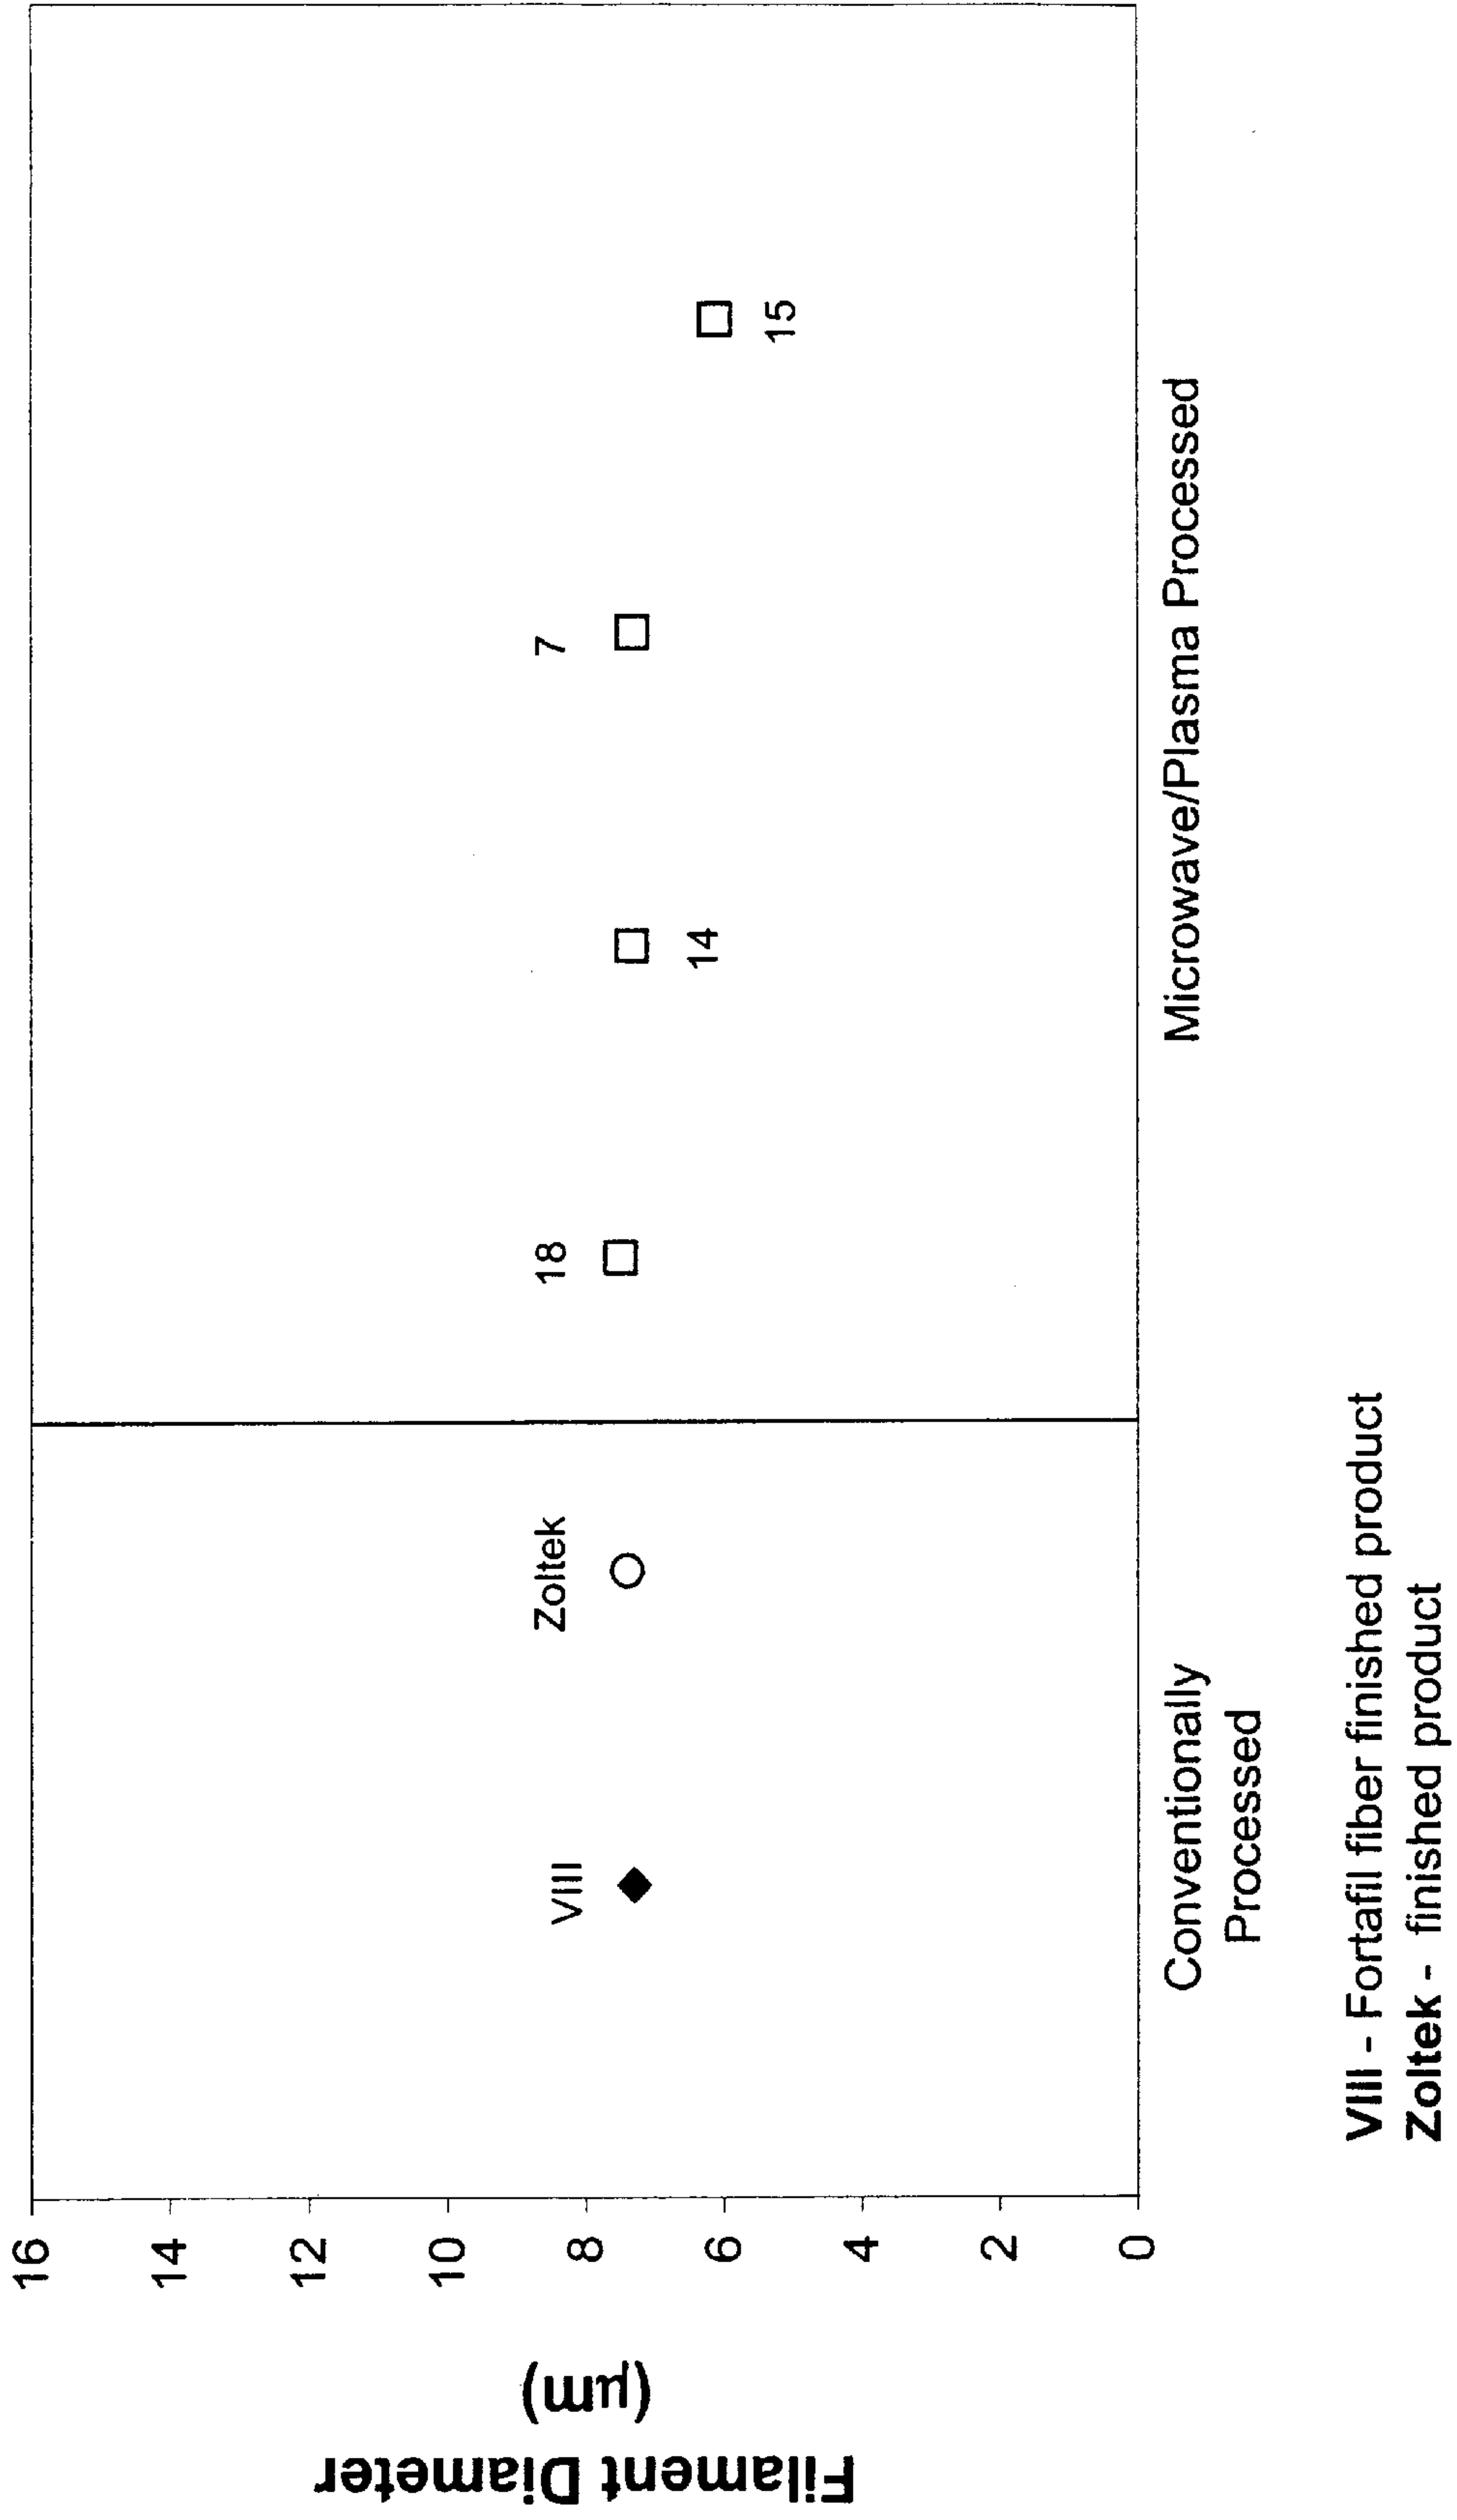 Filament Diameter
(µm)
16
14
12
10
8
6
4
2
0
VIII
Zoltek
18
14
7
15
Conventionally
Processed
Microwave/Plasma Processed
VIII - Fortafil fiber finished product
Zoltek - finished product